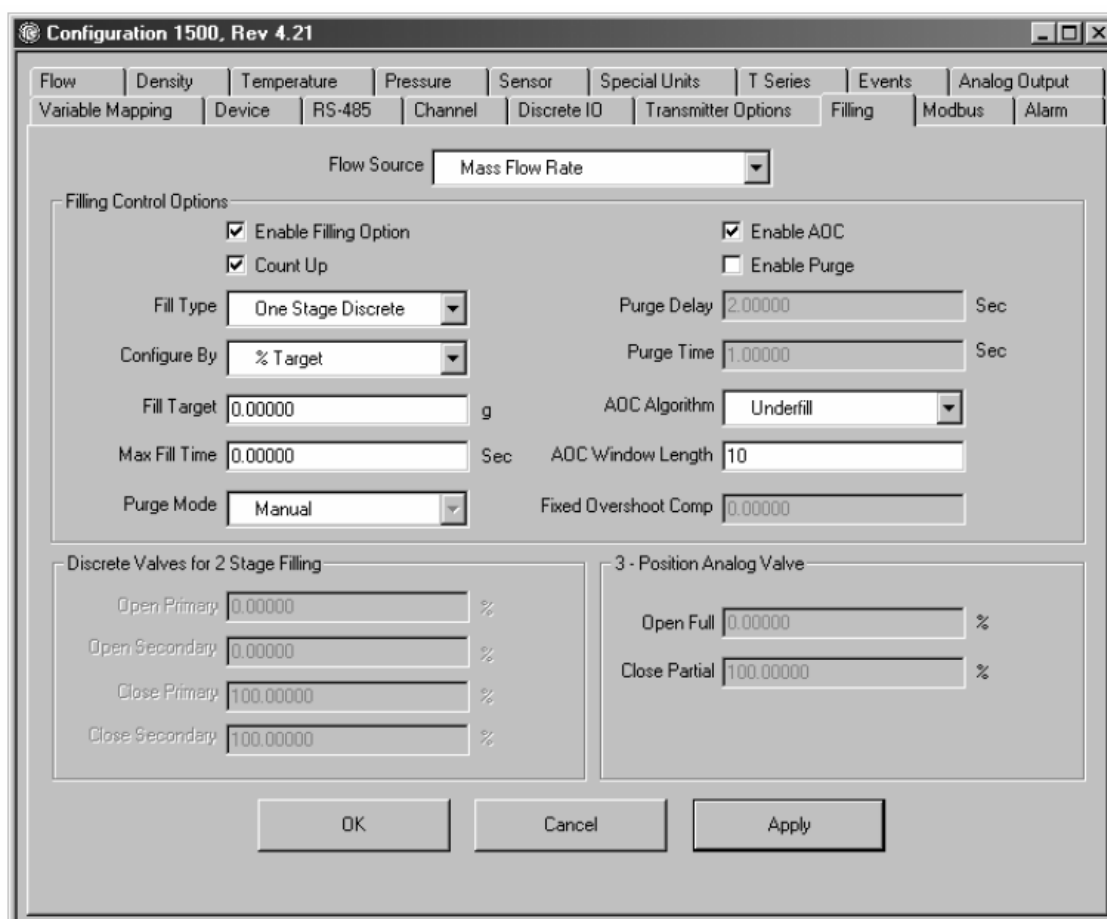 Configuration 1500, Rev 4.21
Flow Density Temperature Pressure Sensor Special Units T Series Events Analog Output
Variable Mapping Device RS-485 Channel Discrete IO Transmitter Options Filling Modbus Alarm
Flow Source Mass Flow Rate
Filling Control Options
Enable Filling Option Enable AOC
Count Up Enable Purge
Fill Type One Stage Discrete Purge Delay 2.00000 Sec
Configure By % Target Purge Time 1.00000 Sec
Fill Target 0.00000 g AOC Algorithm Underfill
Max Fill Time 0.00000 Sec AOC Window Length 10
Purge Mode Manual Fixed Overshoot Comp 0.00000
Discrete Valves for 2 Stage Filling 3 - Position Analog Valve
Open Primary 0.00000 %
Open Full 0.00000 %
Open Secondary 0.00000 %
Close Partial 100.00000 %
Close Primary 100.00000 %
Close Secondary 100.00000 %
OK Cancel Apply